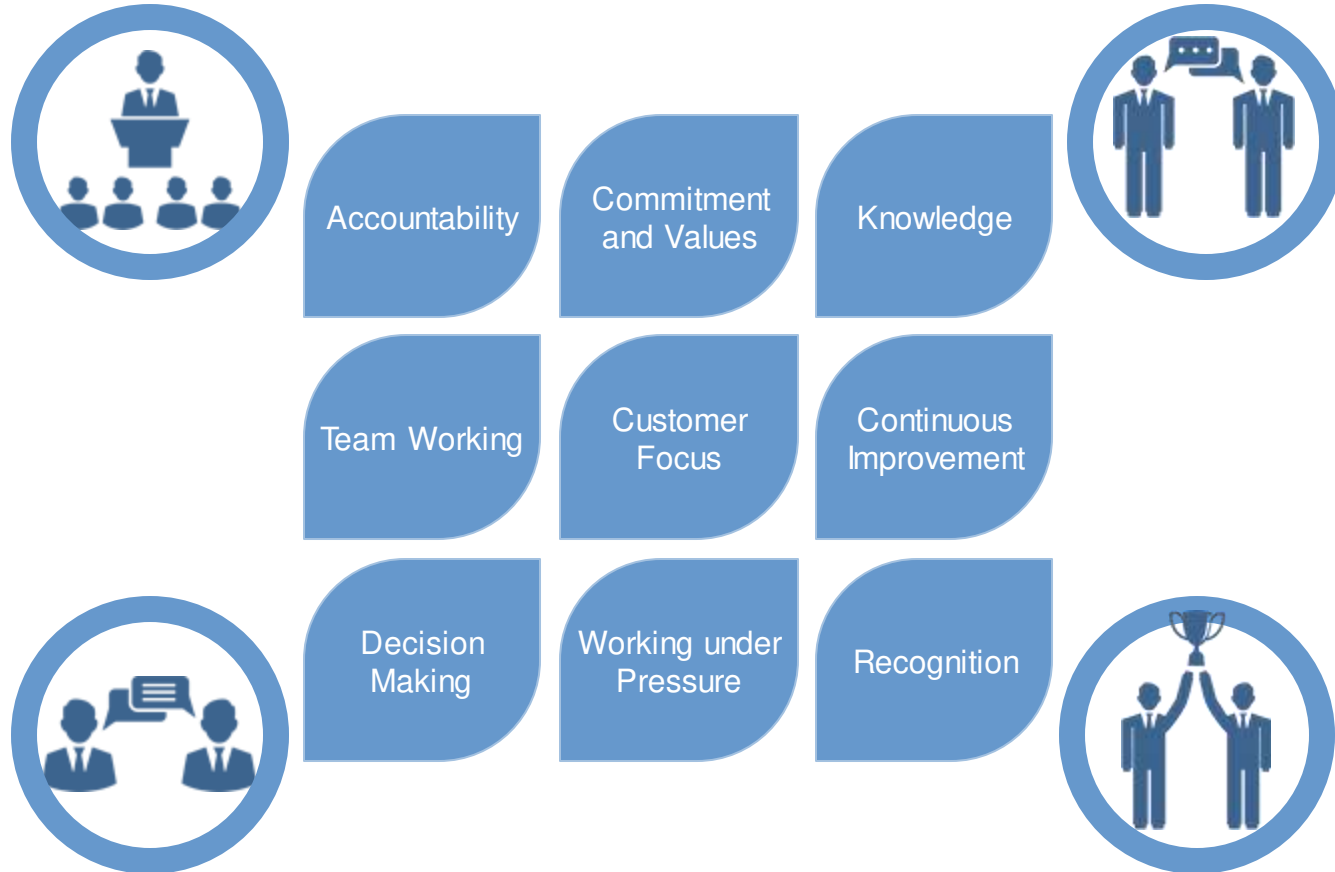 Accountability
Commitment
and Values
Knowledge
Team Working
Customer
Focus
Continuous
Improvement
Decision
Making
Working under
Pressure
Recognition